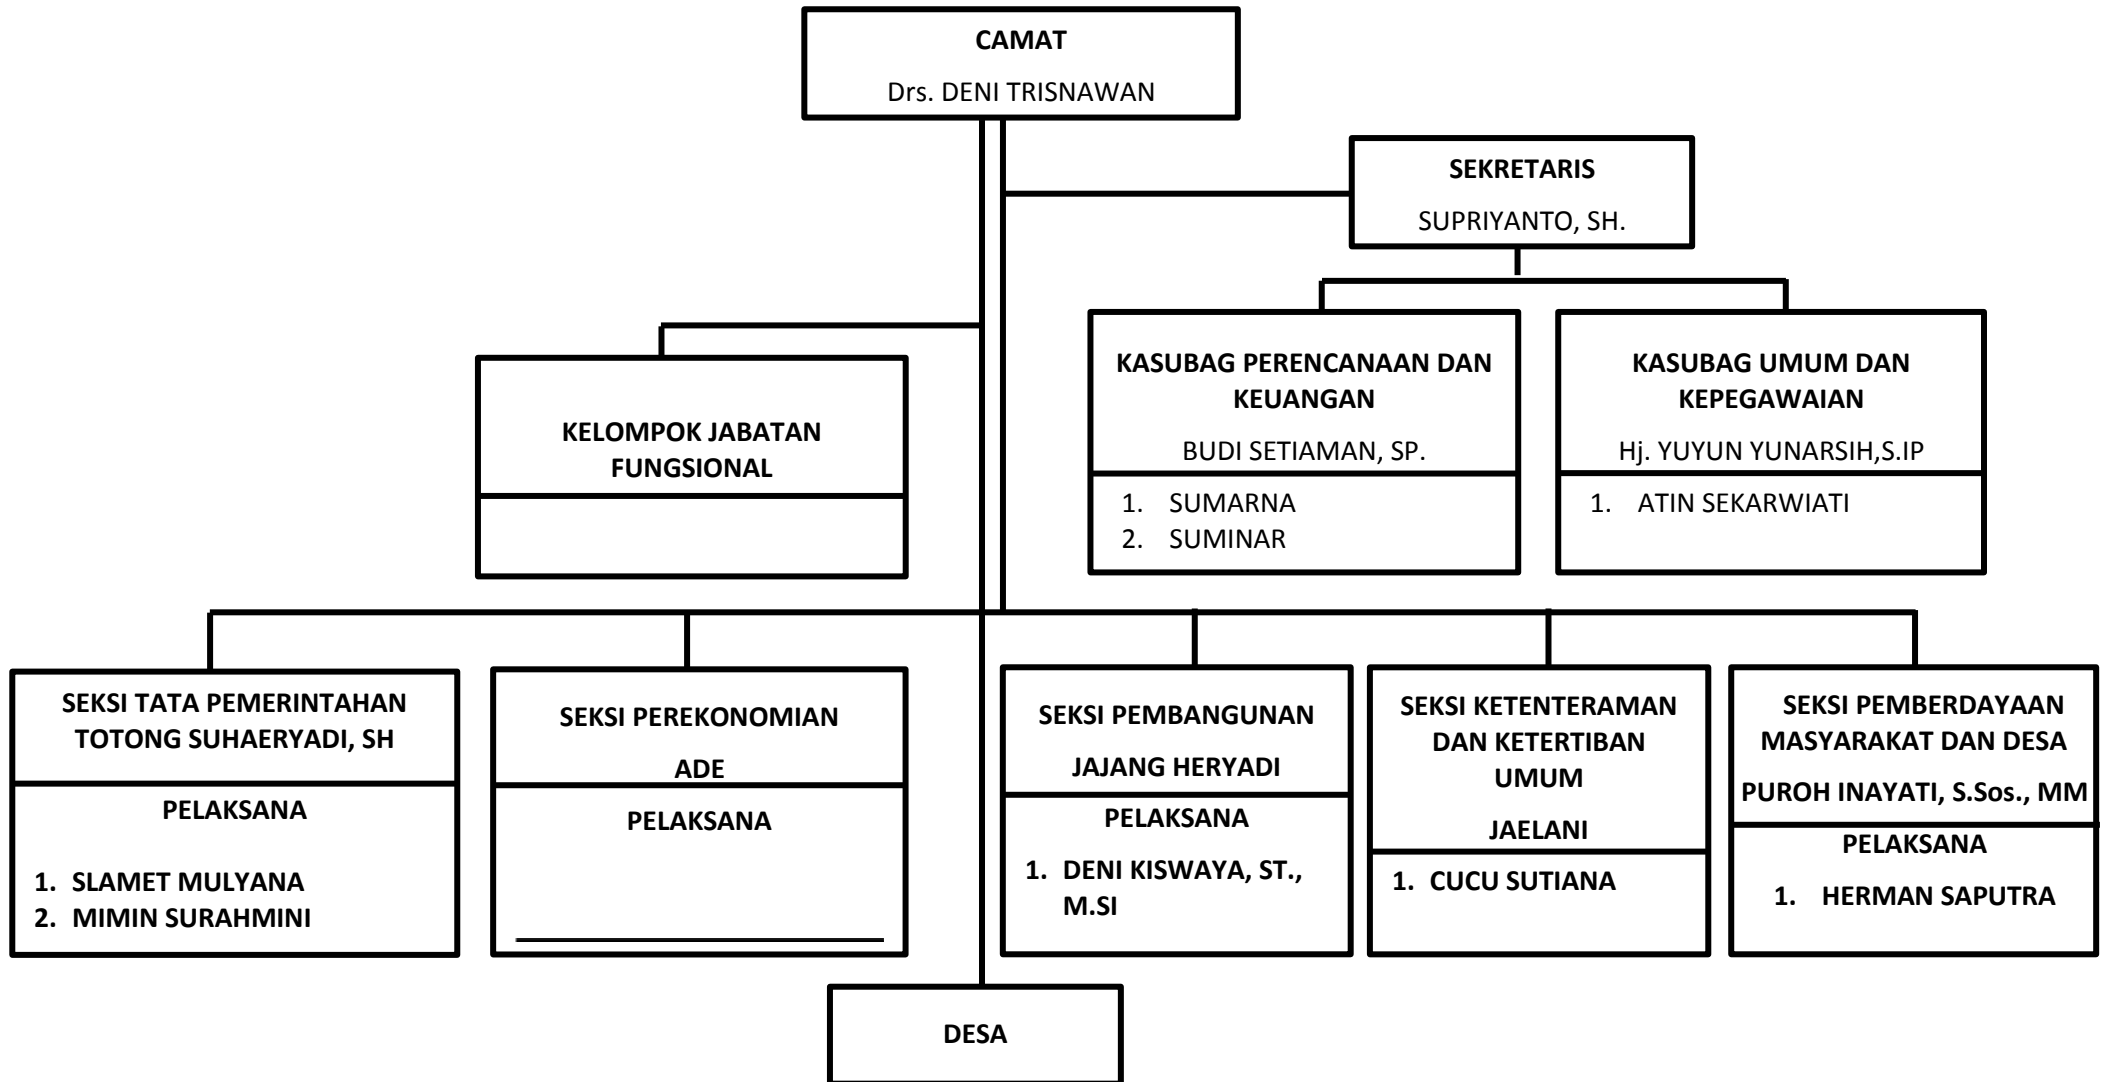 CAMAT
Drs. DENI TRISNAWAN
SEKRETARIS
SUPRIYANTO, SH.
KASUBAG PERENCANAAN DAN
KEUANGAN
BUDI SETIAMAN, SP.
1. SUMARNA
2. SUMINAR
KASUBAG UMUM DAN
KEPEGAWAIAN
Hj. YUYUN YUNARSIH,S.IP
1. ATIN SEKARWIATI
KELOMPOK JABATAN
FUNGSIONAL
SEKSI TATA PEMERINTAHAN
TOTONG SUHAERYADI, SH
PELAKSANA
1. SLAMET MULYANA
2. MIMIN SURAHMINI
SEKSI PEREKONOMIAN
ADE
PELAKSANA
SEKSI PEMBANGUNAN
JAJANG HERYADI
PELAKSANA
1. DENI KISWAYA, ST.,
M.SI
SEKSI KETENTERAMAN
DAN KETERTIBAN
UMUM
JAELANI
1. CUCU SUTIANA
SEKSI PEMBERDAYAAN
MASYARAKAT DAN DESA
PUROH INAYATI, S.Sos., MM
PELAKSANA
1. HERMAN SAPUTRA
DESA